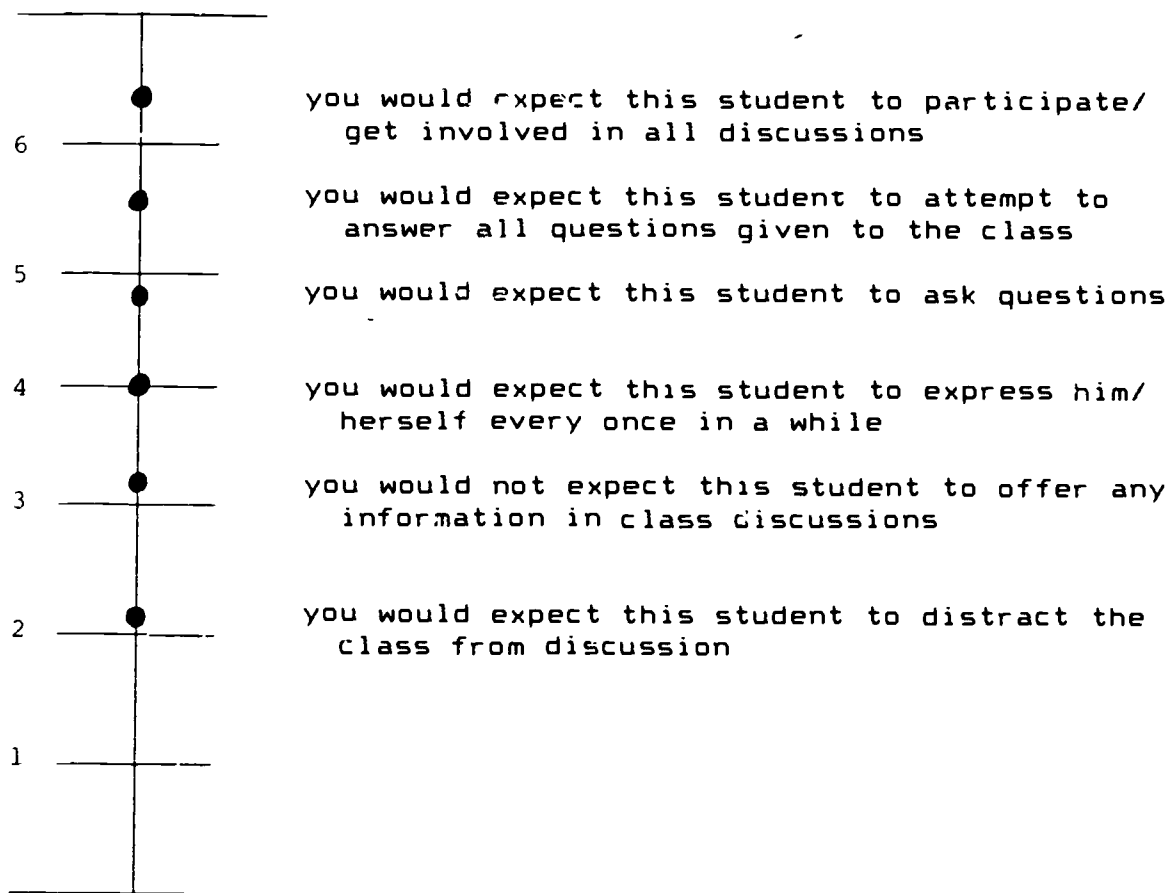 you would expect this student to participate/
get involved in all discussions
6
you would expect this student to attempt to
answer all questions given to the class
5
you would expect this student to ask questions
4
you would expect this student to express him/
herself every once in a while
3
you would not expect this student to offer any
information in class discussions
2
you would expect this student to distract the
class from discussion
1